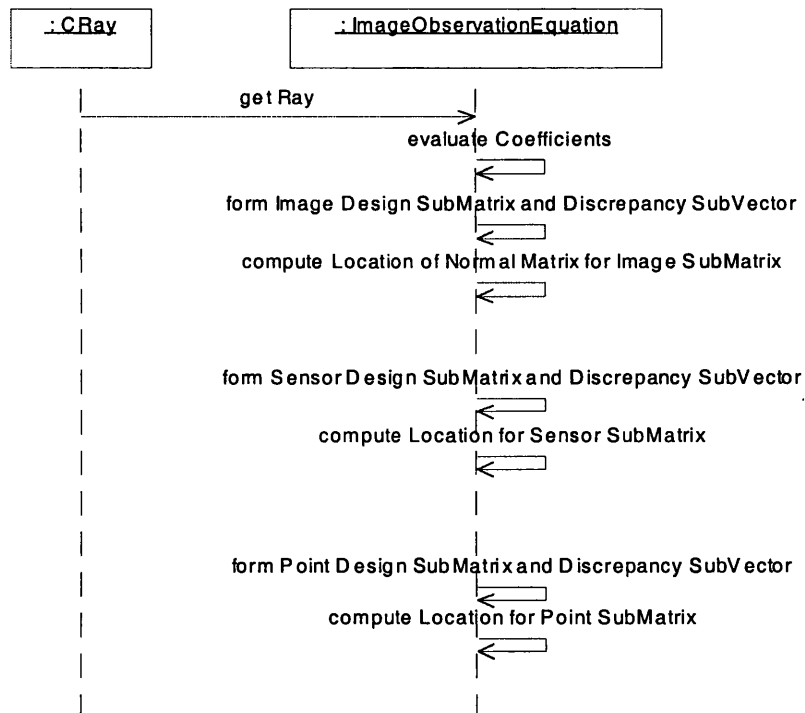 : CRay
: ImageObservationEquation
get Ray
evaluate Coefficients
form Image Design SubMatrix and Discrepancy SubVector
compute Location of Normal Matrix for Image SubMatrix
form Sensor Design SubMatrix and Discrepancy SubVector
compute Location for Sensor SubMatrix
form Point Design SubMatrix and Discrepancy SubVector
compute Location for Point SubMatrix